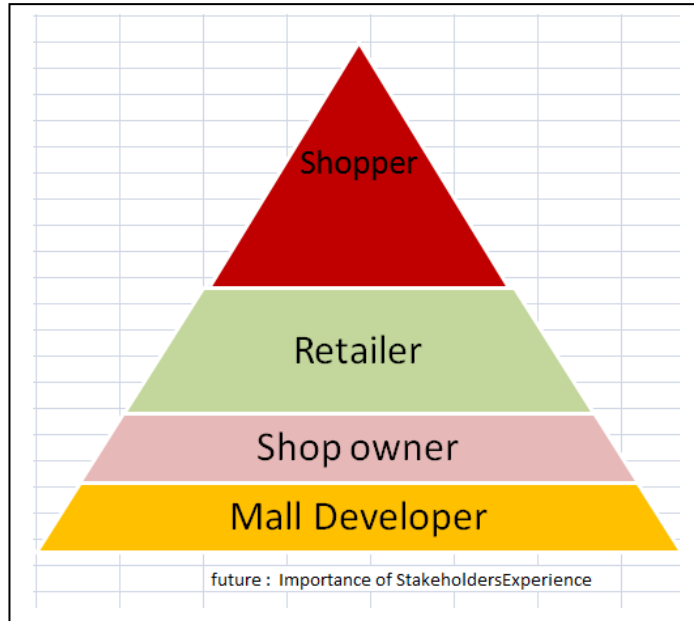 Shopper
Retailer
Shop owner
Mall Developer
future : Importance of StakeholdersExperience